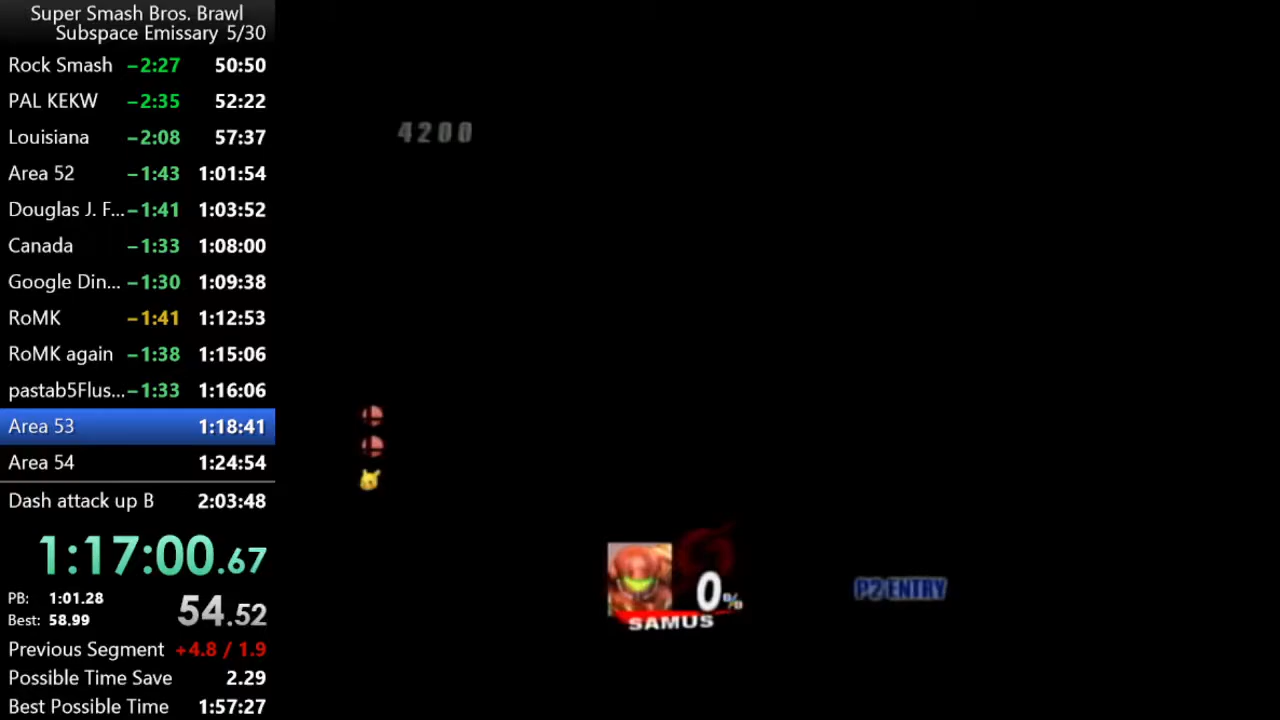 Super Smash Bros. Brawl
Subspace Emissary 5/30
Rock Smash −2:27 50:50
PAL KEKW −2:35 52:22
Louisiana −2:08 57:37
Area 52 −1:43 1:01:54
Douglas J. F... −1:41 1:03:52
Canada −1:33 1:08:00
Google Din... −1:30 1:09:38
RoMK −1:41 1:12:53
RoMK again −1:38 1:15:06
pastab5Flus... −1:33 1:16:06
Area 53 1:18:41
Area 54 1:24:54
Dash attack up B 2:03:48
1:17:00.67
PB: 1:01.28
Best: 58.99
54.52
Previous Segment +4.8 / 1.9
Possible Time Save 2.29
Best Possible Time 1:57:27
4200
0%
SAMUS
P2 ENTRY